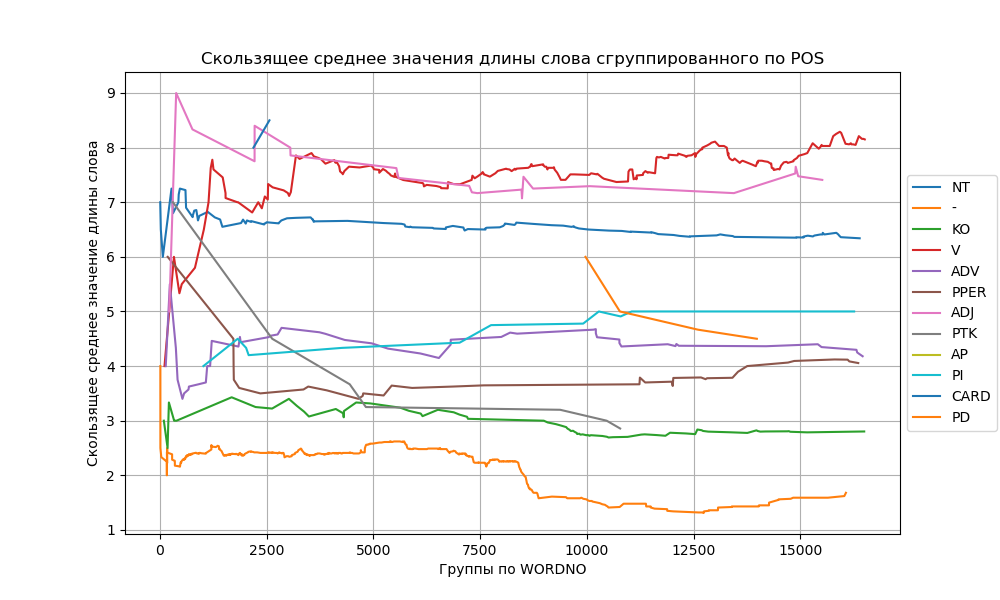 Скользящее среднее значения длины слова сгруппированного по POS
Скользящее среднее значение длины слова
9
8
7
6
5
4
3
2
1
0
2500
5000
7500
10000
12500
15000
Группы по WORDNO
NT
-
KO
V
ADV
PPER
ADJ
PTK
AP
PI
CARD
PD